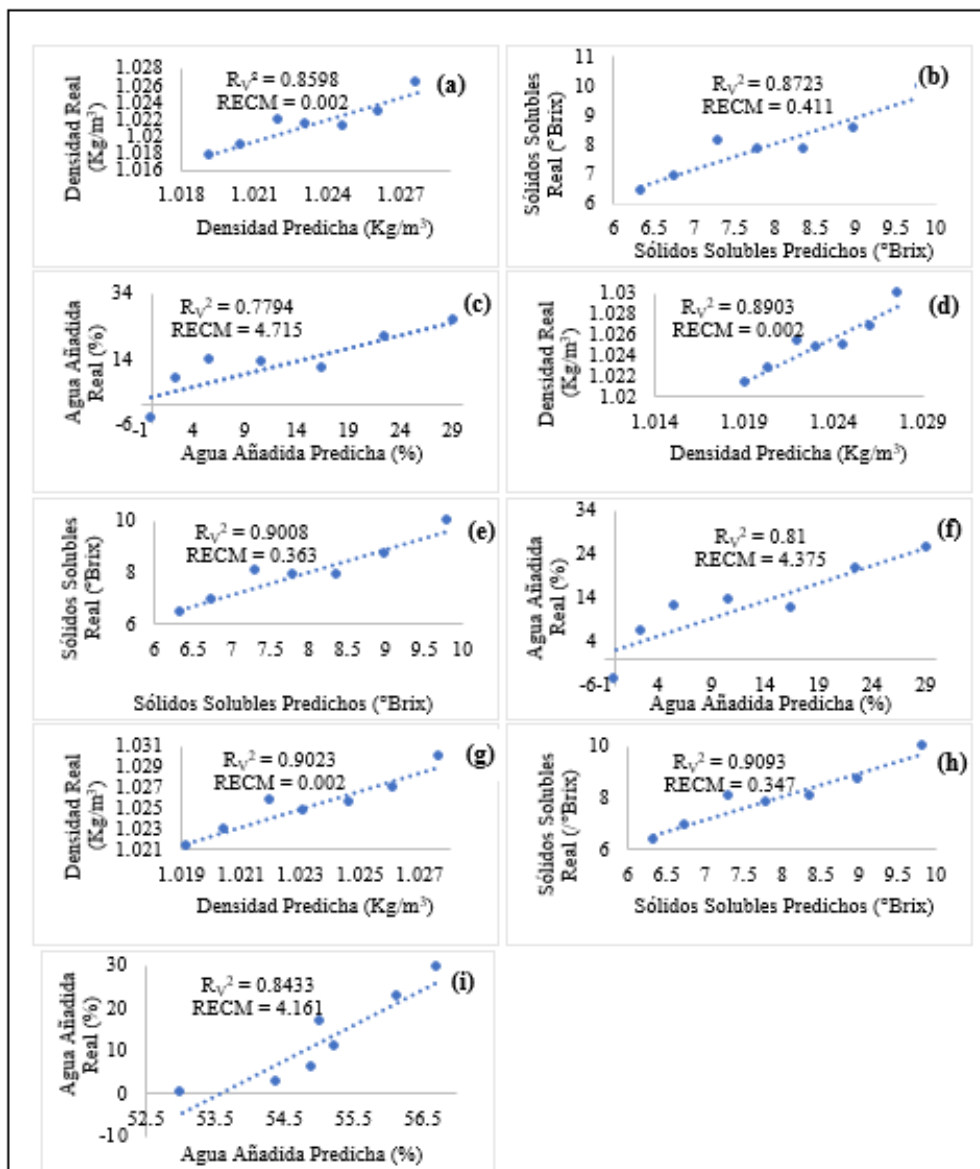 1.028
1.026
1.024
1.022
1.02
1.018
1.016
Densidad Real
(Kg/m³)
R_V² = 0.8598
RECM = 0.002
(a)
1.018
1.021
1.024
1.027
Densidad Predicha (Kg/m³)
11
10
9
8
7
6
Sólidos Solubles
Real (°Brix)
R_V² = 0.8723
RECM = 0.411
(b)
6
6.5
7
7.5
8
8.5
9
9.5
10
Sólidos Solubles Predichos (°Brix)
34
14
-6
Agua Añadida
Real (%)
R_V² = 0.7794
RECM = 4.715
(c)
-1
4
9
14
19
24
29
Agua Añadida Predicha (%)
1.03
1.028
1.026
1.024
1.022
1.02
Densidad Real
(Kg/m³)
R_V² = 0.8903
RECM = 0.002
(d)
1.014
1.019
1.024
1.029
Densidad Predicha (Kg/m³)
10
8
6
Sólidos Solubles
Real (°Brix)
R_V² = 0.9008
RECM = 0.363
(e)
6
6.5
7
7.5
8
8.5
9
9.5
10
Sólidos Solubles Predichos (°Brix)
34
24
14
4
-6
Agua Añadida
Real (%)
R_V² = 0.81
RECM = 4.375
(f)
-1
4
9
14
19
24
29
Agua Añadida Predicha (%)
1.031
1.029
1.027
1.025
1.023
1.021
Densidad Real
(Kg/m³)
R_V² = 0.9023
RECM = 0.002
(g)
1.019
1.021
1.023
1.025
1.027
Densidad Predicha (Kg/m³)
10
8
6
Sólidos Solubles
Real (/°Brix)
R_V² = 0.9093
RECM = 0.347
(h)
6
6.5
7
7.5
8
8.5
9
9.5
10
Sólidos Solubles Predichos (°Brix)
30
20
10
0
-10
Agua Añadida
Real (%)
R_V² = 0.8433
RECM = 4.161
(i)
52.5
53.5
54.5
55.5
56.5
Agua Añadida Predicha (%)